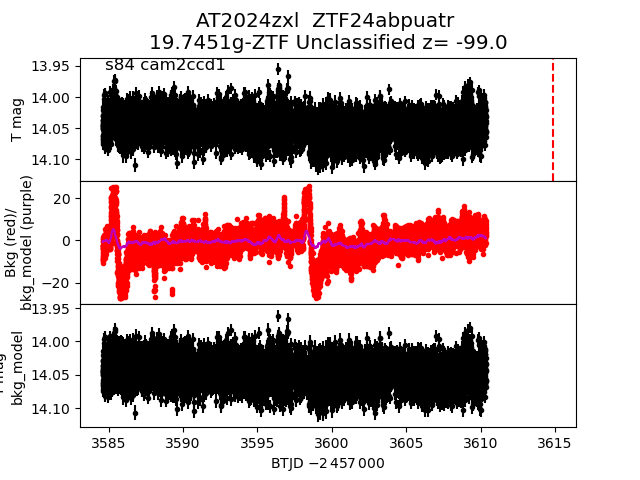 AT2024zxl  ZTF24abpuatr
19.7451g-ZTF Unclassified z= -99.0
s84 cam2ccd1
13.95
14.00
14.05
14.10
T mag
20
0
−20
Bkg (red)/
bkg_model (purple)
13.95
14.00
14.05
14.10
bkg_model
3585 3590 3595 3600 3605 3610 3615
BTJD −2 457 000